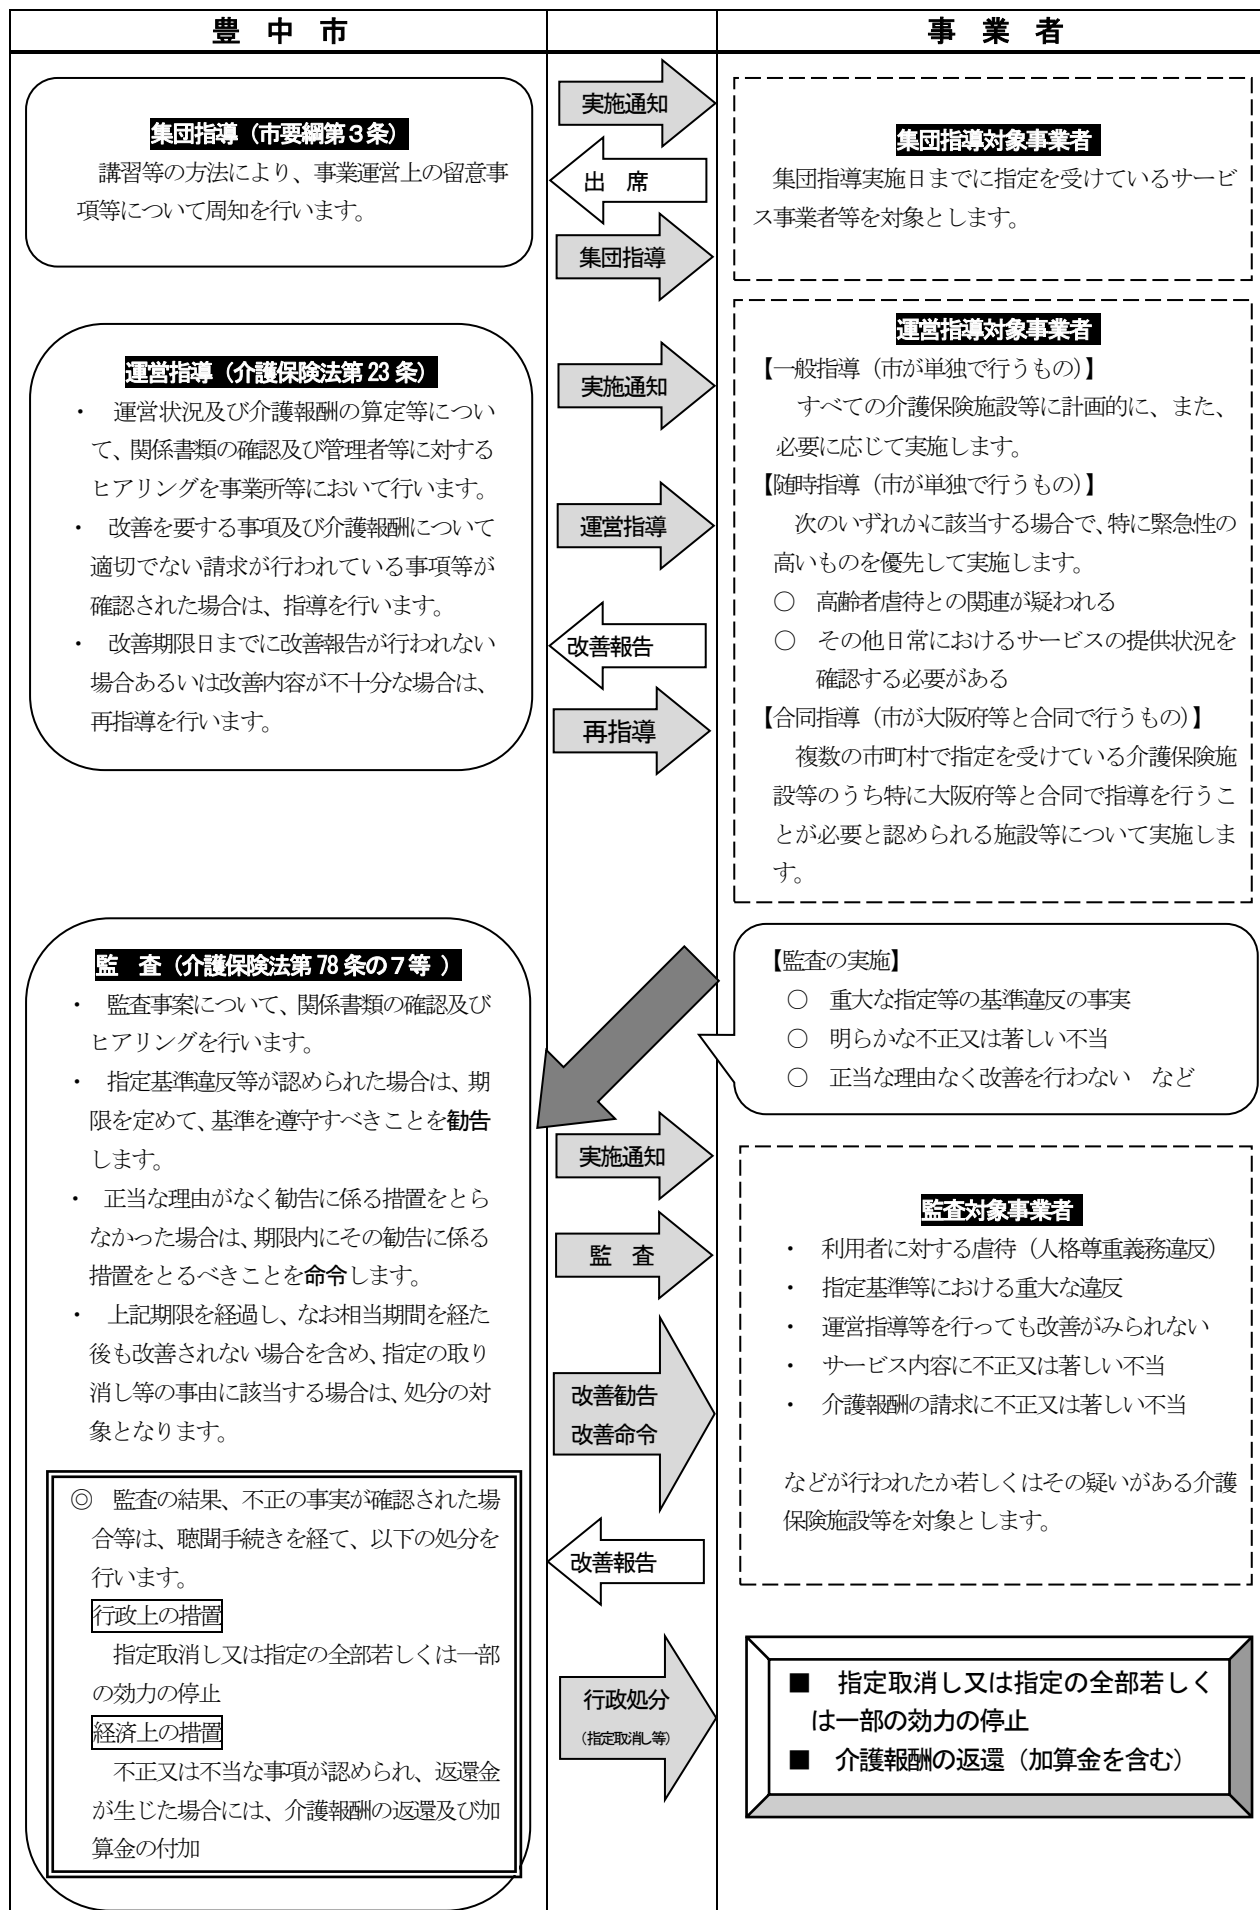 豊 中 市
事 業 者
集団指導（市要綱第３条）
講習等の方法により、事業運営上の留意事
項等について周知を行います。
実施通知
出 席
集団指導
集団指導対象事業者
集団指導実施日までに指定を受けているサービ
ス事業者等を対象とします。
運営指導（介護保険法第 23 条）
・ 運営状況及び介護報酬の算定等につい
て、関係書類の確認及び管理者等に対する
ヒアリングを事業所等において行います。
・ 改善を要する事項及び介護報酬について
適切でない請求が行われている事項等が
確認された場合は、指導を行います。
・ 改善期限日までに改善報告が行われない
場合あるいは改善内容が不十分な場合は、
再指導を行います。
実施通知
運営指導
改善報告
再指導
運営指導対象事業者
【一般指導（市が単独で行うもの）】
すべての介護保険施設等に計画的に、また、
必要に応じて実施します。
【随時指導（市が単独で行うもの）】
次のいずれかに該当する場合で、特に緊急性の
高いものを優先して実施します。
○ 高齢者虐待との関連が疑われる
○ その他日常におけるサービスの提供状況を
確認する必要がある
【合同指導（市が大阪府等と合同で行うもの）】
複数の市町村で指定を受けている介護保険施
設等のうち特に大阪府等と合同で指導を行うこ
とが必要と認められる施設等について実施しま
す。
監 査（介護保険法第 78 条の７等 ）
・ 監査事案について、関係書類の確認及び
ヒアリングを行います。
・ 指定基準違反等が認められた場合は、期
限を定めて、基準を遵守すべきことを勧告
します。
・ 正当な理由がなく勧告に係る措置をとら
なかった場合は、期限内にその勧告に係る
措置をとるべきことを命令します。
・ 上記期限を経過し、なお相当期間を経た
後も改善されない場合を含め、指定の取り
消し等の事由に該当する場合は、処分の対
象となります。
◎ 監査の結果、不正の事実が確認された場
合等は、聴聞手続きを経て、以下の処分を
行います。
行政上の措置
指定取消し又は指定の全部若しくは一部
の効力の停止
経済上の措置
不正又は不当な事項が認められ、返還金
が生じた場合には、介護報酬の返還及び加
算金の付加
実施通知
監 査
改善勧告
改善命令
改善報告
行政処分
（指定取消し等）
【監査の実施】
○ 重大な指定等の基準違反の事実
○ 明らかな不正又は著しい不当
○ 正当な理由なく改善を行わない など
監査対象事業者
・ 利用者に対する虐待（人格尊重義務違反）
・ 指定基準等における重大な違反
・ 運営指導等を行っても改善がみられない
・ サービス内容に不正又は著しい不当
・ 介護報酬の請求に不正又は著しい不当
などが行われたか若しくはその疑いがある介護
保険施設等を対象とします。
■ 指定取消し又は指定の全部若しく
は一部の効力の停止
■ 介護報酬の返還（加算金を含む）